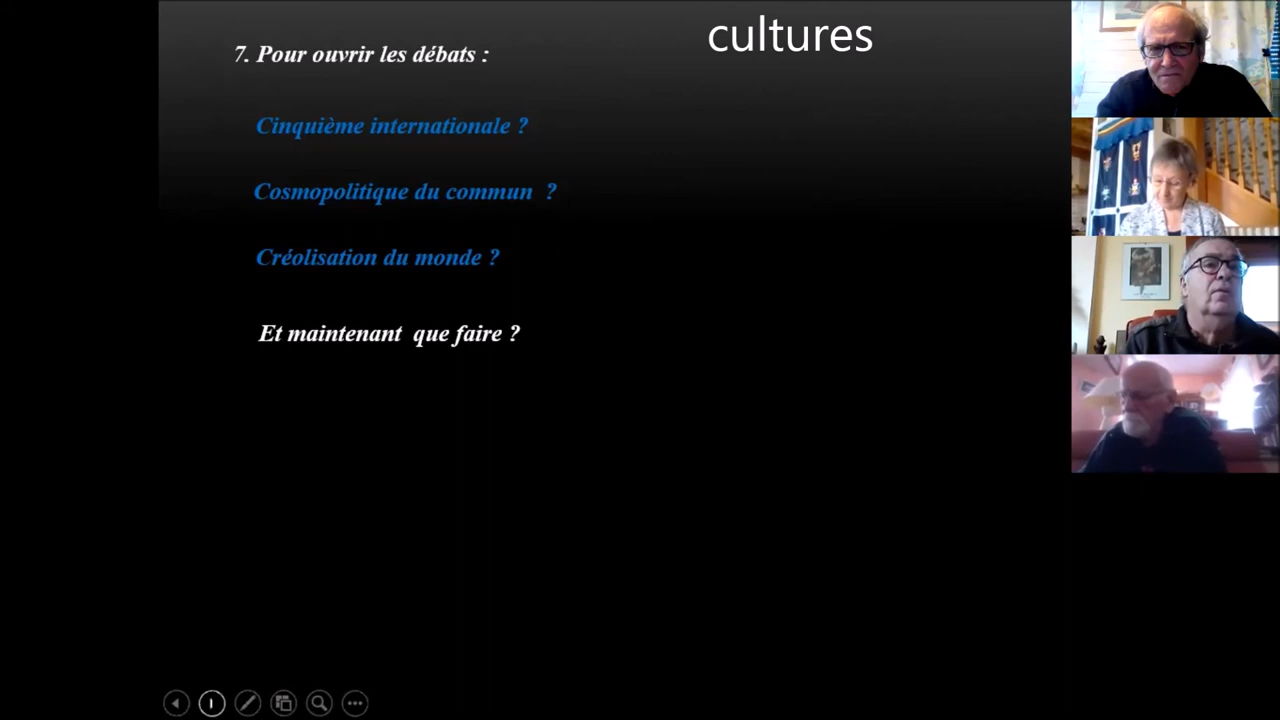 cultures
7. Pour ouvrir les débats :
Cinquième internationale ?
Cosmopolitique du commun ?
Créolisation du monde ?
Et maintenant que faire ?